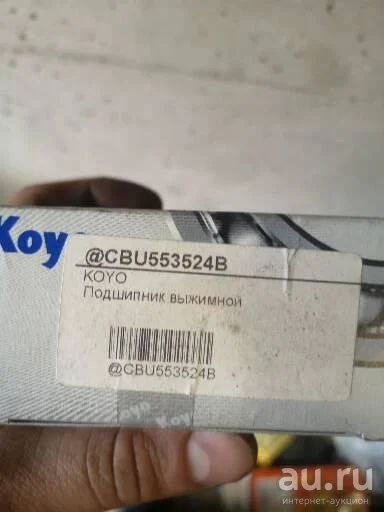 Koyo
@CBU553524B
KOYO
Подшипник выжимной
@CBU553524B
Koyo
au.ru
интернет-аукцион